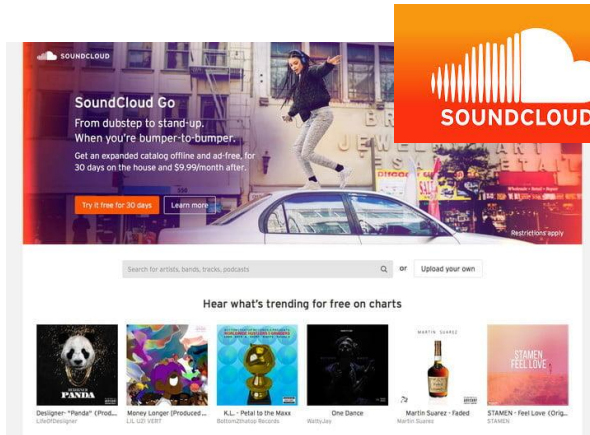 SOUNDCLOUD
SOUNDCLOUD
SoundCloud Go
From dubstep to stand-up.
When you're bumper-to-bumper.
Get an expanded catalog offline and ad-free, for
30 days on the house and $9.99/month after.
Try it free for 30 days
Learn more
JEWEL
SALE
Restrictions apply
Search for artists, bands, tracks, podcasts
or
Upload your own
Hear what's trending for free on charts
PANDA
MARTIN SUAREZ
STAMEN
FEEL LOVE
Desiigner- "Panda" (Prod...
LifeOfDesiigner
Money Longer [Produced ...
LIL UZI VERT
K.L. - Petal to the Maxx
Bottom2thatop Records
One Dance
WattsJay
Martin Suarez - Faded
Martin Suarez
STAMEN - Feel Love (Orig...
STAMEN